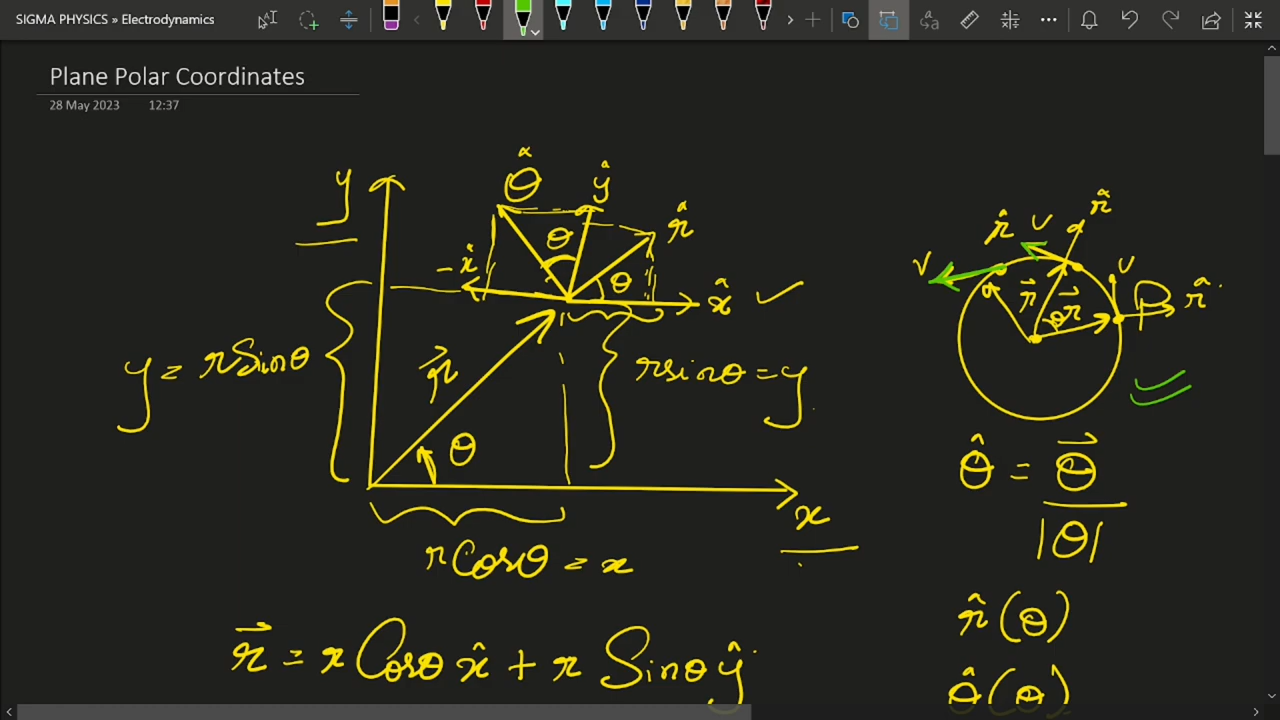 SIGMA PHYSICS » Electrodynamics
Plane Polar Coordinates
28 May 2023 12:37
y
θ̂
ŷ
r̂
θ
θ
-x̂
x̂
y = r Sinθ
r⃗
r sinθ = y
θ
x
r Cosθ = x
r⃗ = r Cosθ x̂ + r Sinθ ŷ
r̂
v
r̂
v
v
r⃗
r⃗
θ
P
r̂
θ̂ = θ⃗ / |θ|
r̂(θ)
θ̂(θ)